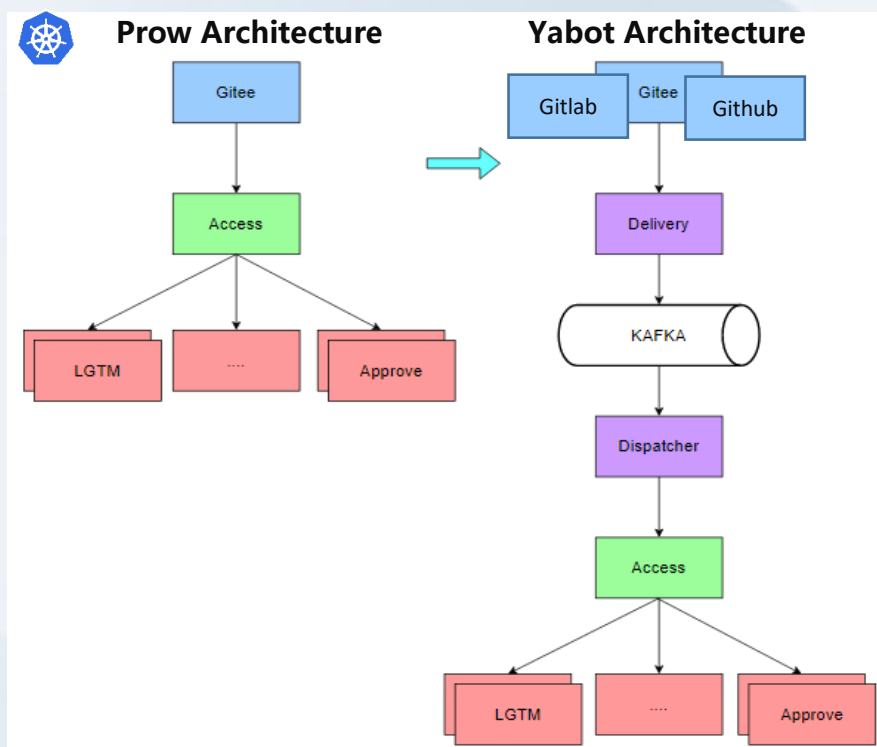 Prow Architecture
Gitee
Access
LGTM
....
Approve
Yabot Architecture
Gitlab
Gitee
Github
Delivery
KAFKA
Dispatcher
Access
LGTM
....
Approve